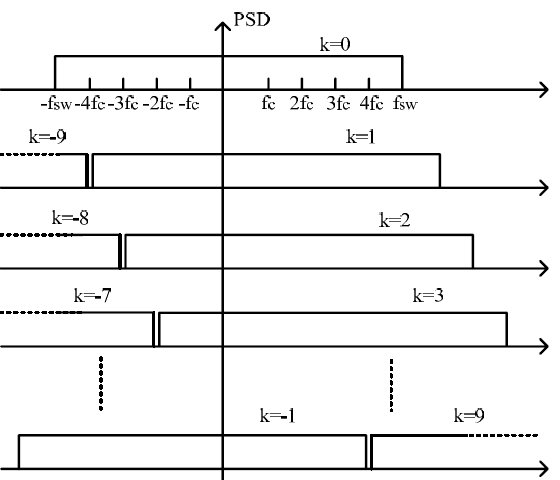 PSD
k=0
-fsw -4fc -3fc -2fc -fc fc 2fc 3fc 4fc fsw
k=-9 k=1
k=-8 k=2
k=-7 k=3
k=-1 k=9